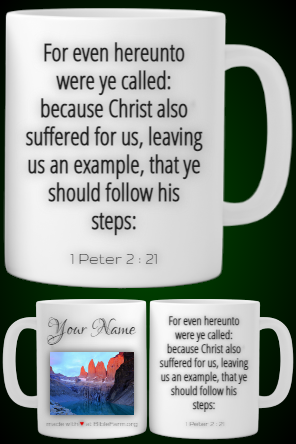 For even hereunto
were ye called:
because Christ also
suffered for us, leaving
us an example, that ye
should follow his
steps:
1 Peter 2 : 21
Your Name
made with at BibleFarm.org
For even hereunto
were ye called:
because Christ also
suffered for us, leaving
us an example, that ye
should follow his
steps:
1 Peter 2 : 21